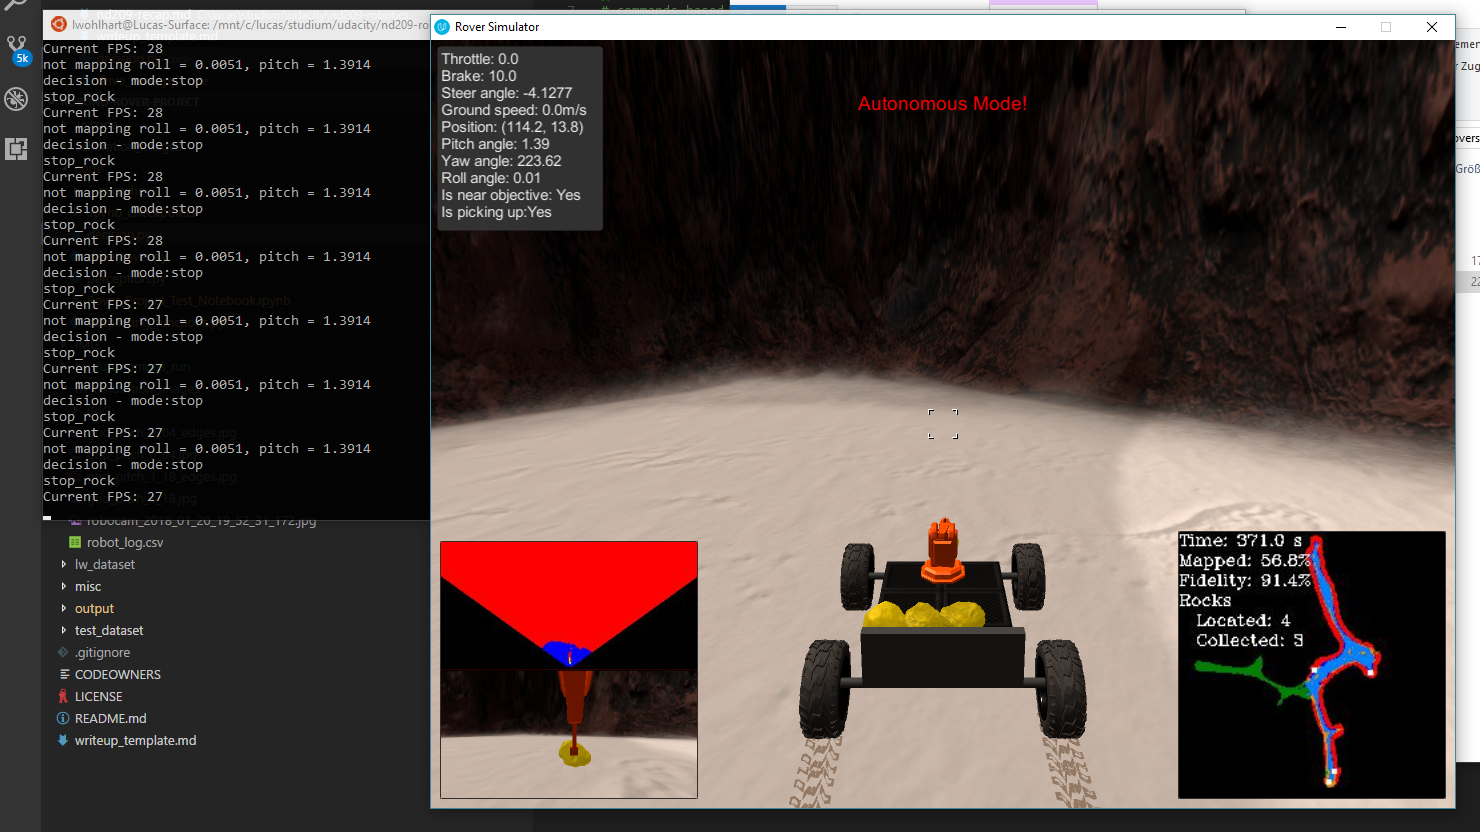 lwohlhart@Lucas-Surface: /mnt/c/lucas/studium/udacity/nd209-ro
Current FPS: 28
not mapping roll = 0.0051, pitch = 1.3914
decision - mode:stop
stop_rock
Current FPS: 28
not mapping roll = 0.0051, pitch = 1.3914
decision - mode:stop
stop_rock
Current FPS: 28
not mapping roll = 0.0051, pitch = 1.3914
decision - mode:stop
stop_rock
Current FPS: 28
not mapping roll = 0.0051, pitch = 1.3914
decision - mode:stop
stop_rock
Current FPS: 27
not mapping roll = 0.0051, pitch = 1.3914
decision - mode:stop
stop_rock
Current FPS: 27
not mapping roll = 0.0051, pitch = 1.3914
decision - mode:stop
stop_rock
Current FPS: 27
not mapping roll = 0.0051, pitch = 1.3914
decision - mode:stop
stop_rock
Current FPS: 27
5k
robocam_2018_01_20_19_32_31_172.jpg
robot_log.csv
lw_dataset
misc
output
test_dataset
.gitignore
CODEOWNERS
LICENSE
README.md
writeup_template.md
Rover Simulator
Throttle: 0.0
Brake: 10.0
Steer angle: -4.1277
Ground speed: 0.0m/s
Position: (114.2, 13.8)
Pitch angle: 1.39
Yaw angle: 223.62
Roll angle: 0.01
Is near objective: Yes
Is picking up:Yes
Autonomous Mode!
Time: 371.0 s
Mapped: 56.8%
Fidelity: 91.4%
Rocks
Located: 4
Collected: 3